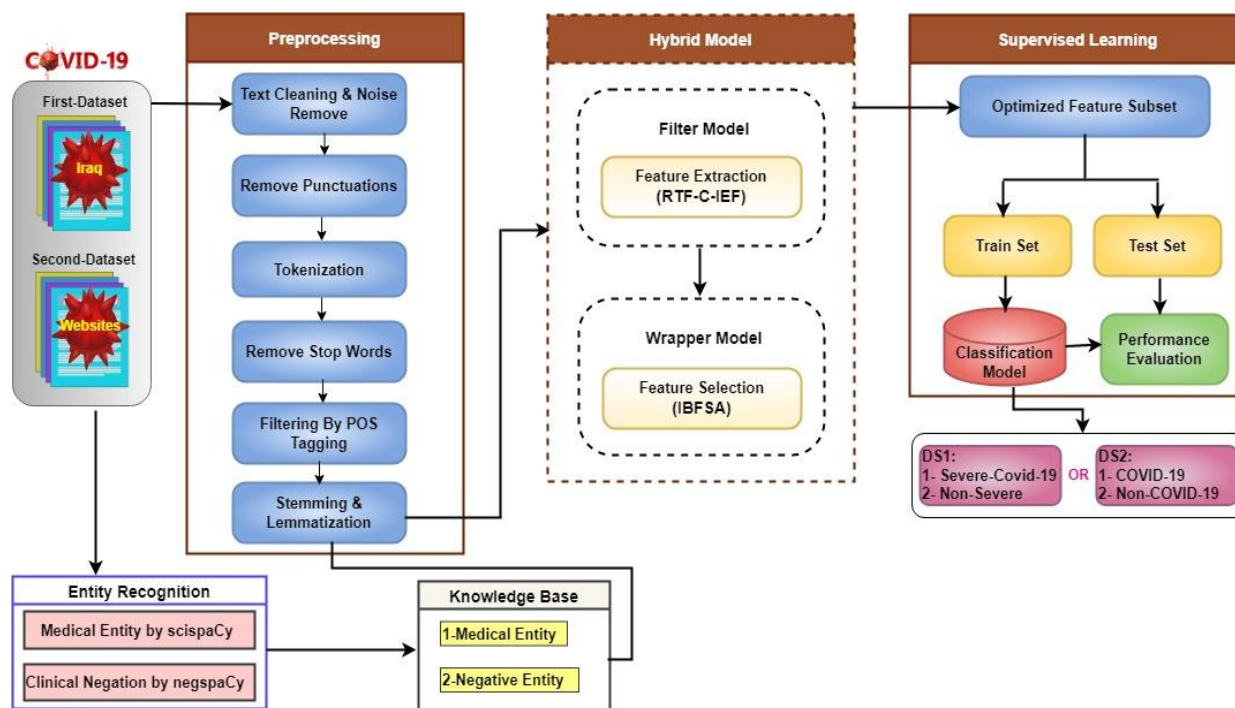 COVID-19
First-Dataset
Iraq
Second-Dataset
Websites
Preprocessing
Text Cleaning & Noise
Remove
Remove Punctuations
Tokenization
Remove Stop Words
Filtering By POS
Tagging
Stemming &
Lemmatization
Entity Recognition
Medical Entity by scispaCy
Clinical Negation by negspaCy
Knowledge Base
1-Medical Entity
2-Negative Entity
Hybrid Model
Filter Model
Feature Extraction
(RTF-C-IEF)
Wrapper Model
Feature Selection
(IBFSA)
Supervised Learning
Optimized Feature Subset
Train Set
Test Set
Classification
Model
Performance
Evaluation
DS1:
1- Severe-Covid-19
2- Non-Severe
OR
DS2:
1- COVID-19
2- Non-COVID-19